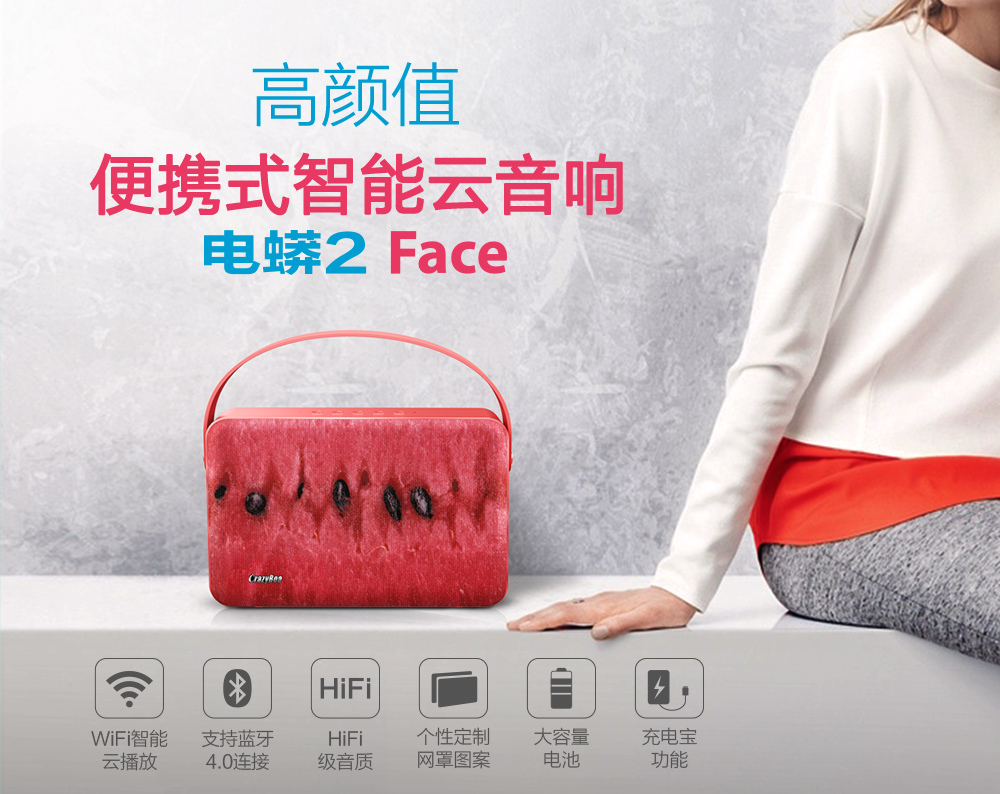 高颜值
便携式智能云音响
电蟒2 Face
CrazyBoa
HiFi
WiFi智能
云播放
支持蓝牙
4.0连接
HiFi
级音质
个性定制
网罩图案
大容量
电池
充电宝
功能